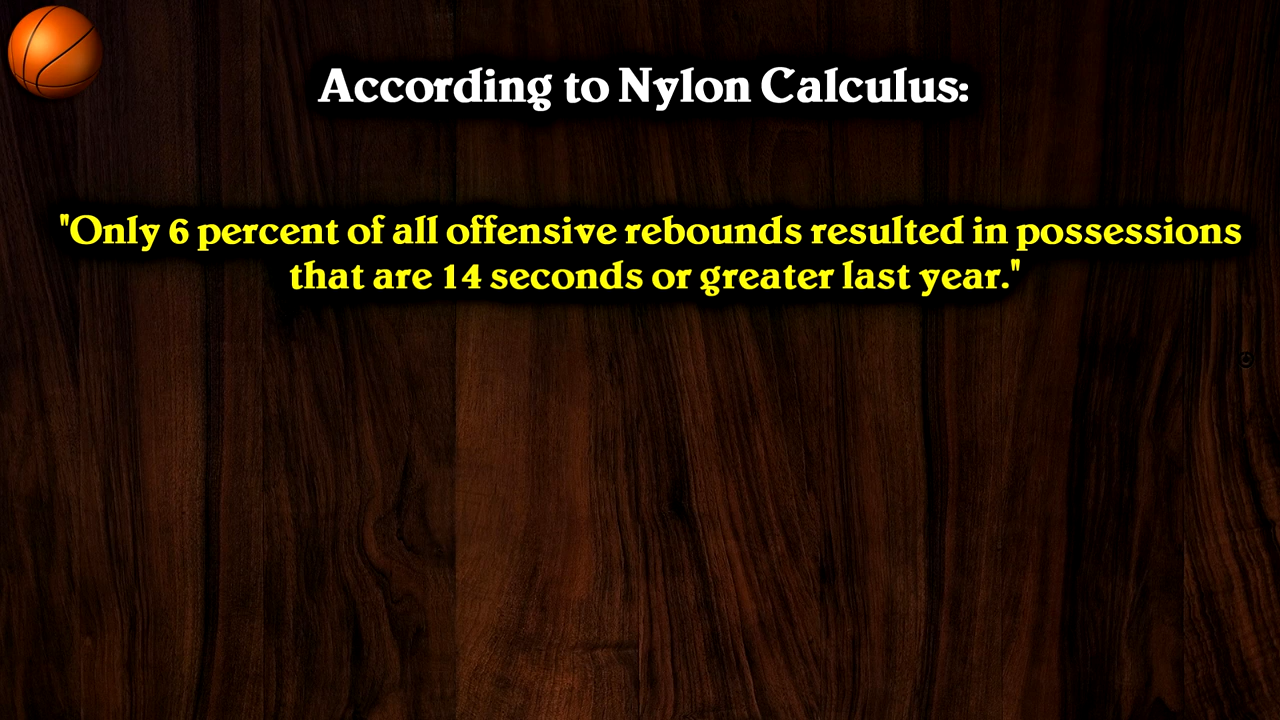 According to Nylon Calculus:
"Only 6 percent of all offensive rebounds resulted in possessions
that are 14 seconds or greater last year."